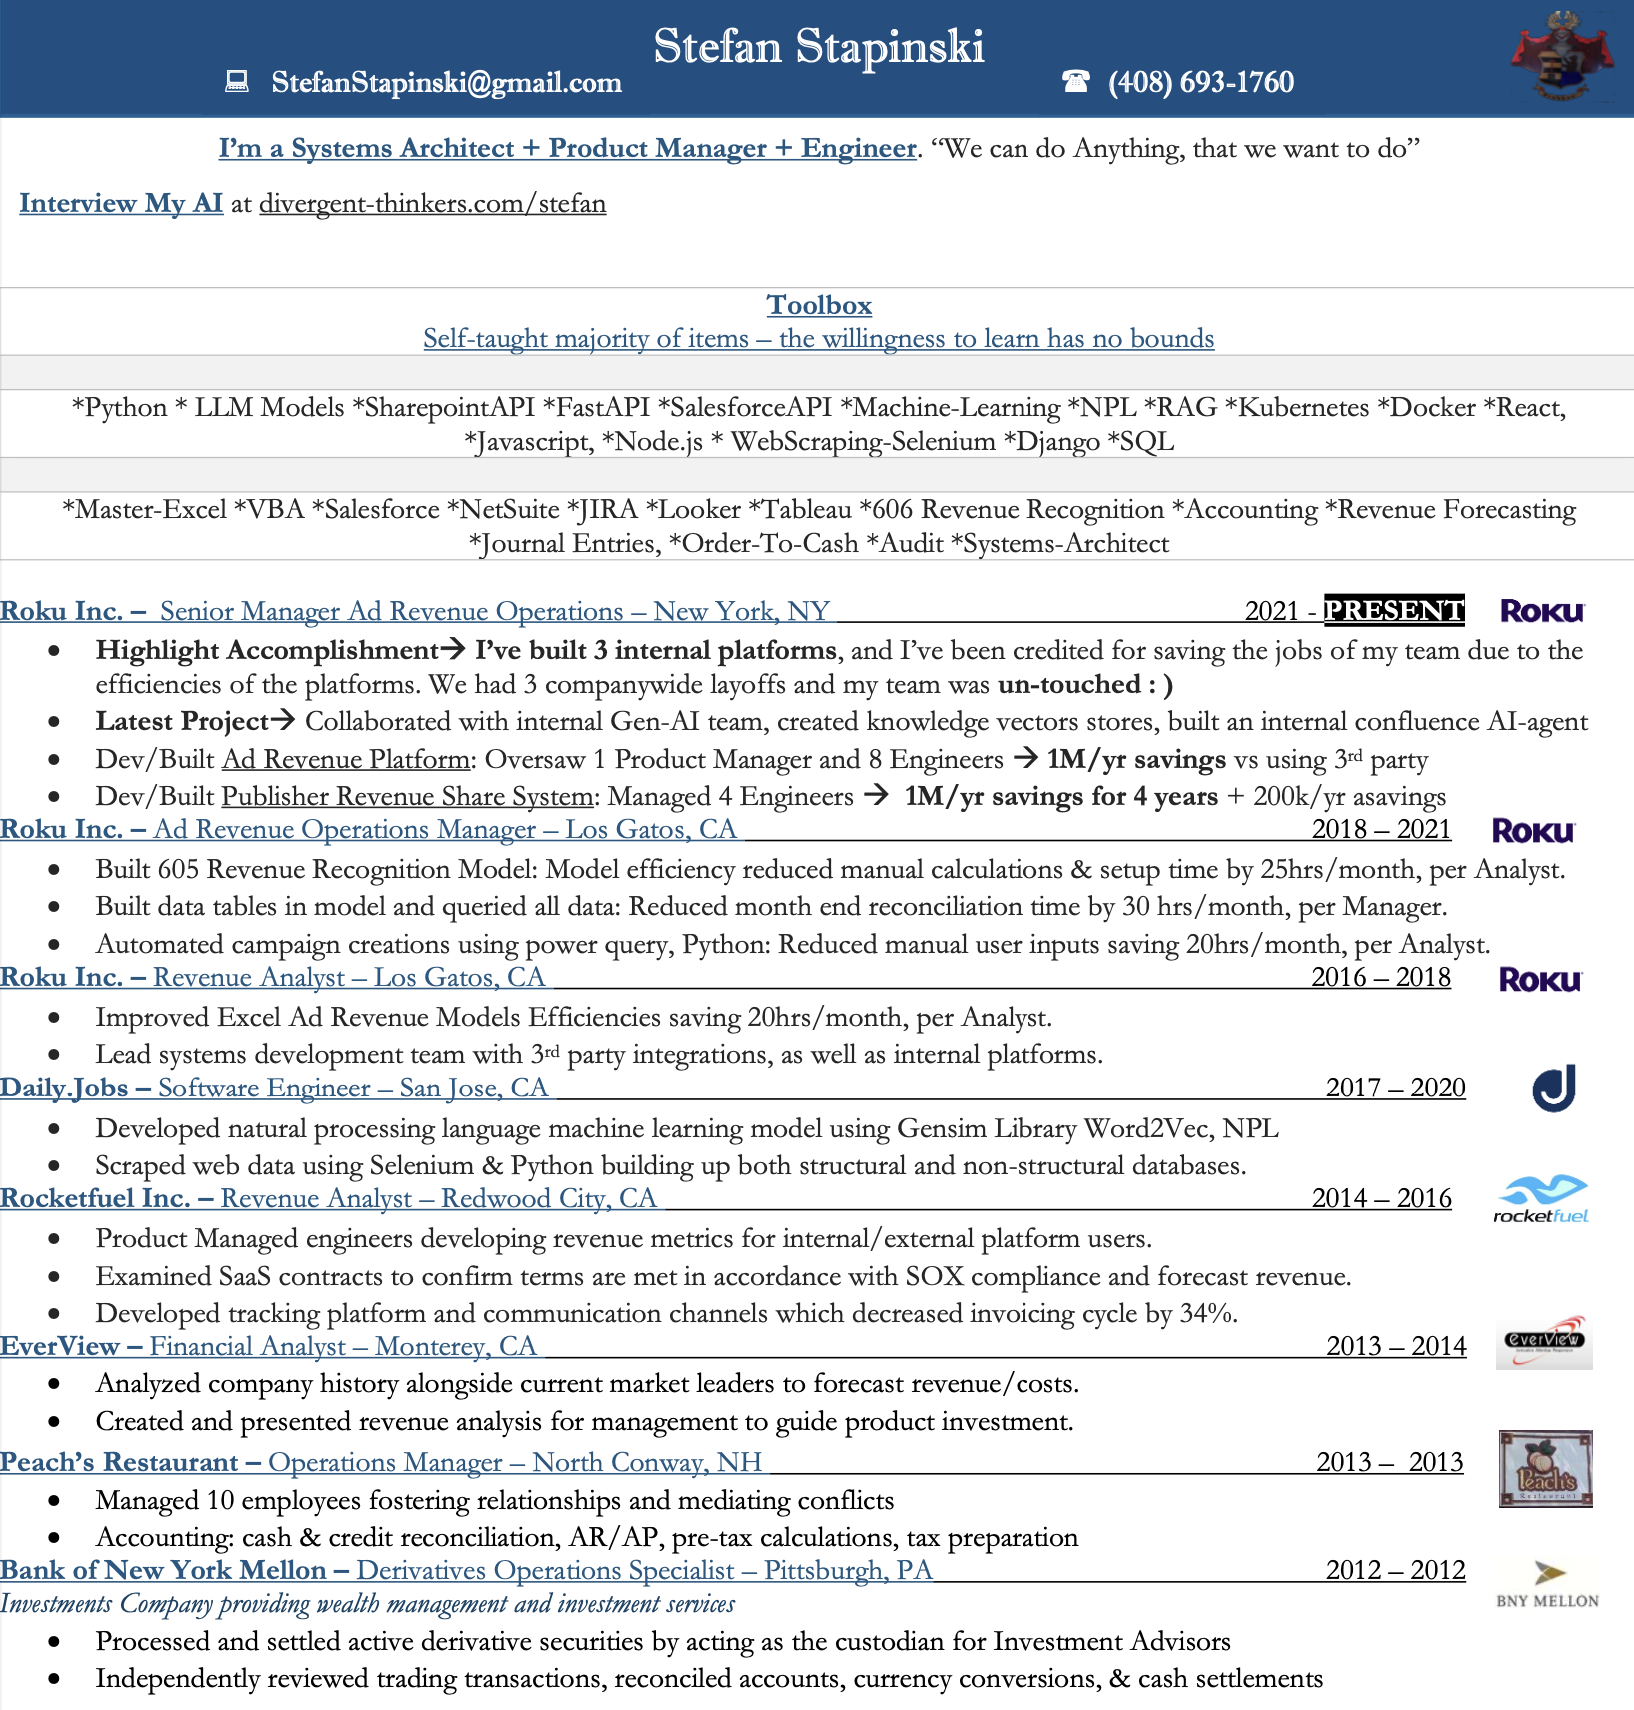 Stefan Stapinski
StefanStapinski@gmail.com (408) 693-1760
I'm a Systems Architect + Product Manager + Engineer. “We can do Anything, that we want to do”
Interview My AI at divergent-thinkers.com/stefan
Toolbox
Self-taught majority of items – the willingness to learn has no bounds
*Python * LLM Models *SharepointAPI *FastAPI *SalesforceAPI *Machine-Learning *NPL *RAG *Kubernetes *Docker *React,
*Javascript, *Node.js * WebScraping-Selenium *Django *SQL
*Master-Excel *VBA *Salesforce *NetSuite *JIRA *Looker *Tableau *606 Revenue Recognition *Accounting *Revenue Forecasting
*Journal Entries, *Order-To-Cash *Audit *Systems-Architect
Roku Inc. – Senior Manager Ad Revenue Operations – New York, NY 2021 - PRESENT ROKU
• Highlight Accomplishment→ I've built 3 internal platforms, and I've been credited for saving the jobs of my team due to the
efficiencies of the platforms. We had 3 companywide layoffs and my team was un-touched : )
• Latest Project→ Collaborated with internal Gen-AI team, created knowledge vectors stores, built an internal confluence AI-agent
• Dev/Built Ad Revenue Platform: Oversaw 1 Product Manager and 8 Engineers → 1M/yr savings vs using 3rd party
• Dev/Built Publisher Revenue Share System: Managed 4 Engineers → 1M/yr savings for 4 years + 200k/yr asavings
Roku Inc. – Ad Revenue Operations Manager – Los Gatos, CA 2018 – 2021 ROKU
• Built 605 Revenue Recognition Model: Model efficiency reduced manual calculations & setup time by 25hrs/month, per Analyst.
• Built data tables in model and queried all data: Reduced month end reconciliation time by 30 hrs/month, per Manager.
• Automated campaign creations using power query, Python: Reduced manual user inputs saving 20hrs/month, per Analyst.
Roku Inc. – Revenue Analyst – Los Gatos, CA 2016 – 2018 ROKU
• Improved Excel Ad Revenue Models Efficiencies saving 20hrs/month, per Analyst.
• Lead systems development team with 3rd party integrations, as well as internal platforms.
Daily.Jobs – Software Engineer – San Jose, CA 2017 – 2020
• Developed natural processing language machine learning model using Gensim Library Word2Vec, NPL
• Scraped web data using Selenium & Python building up both structural and non-structural databases.
Rocketfuel Inc. – Revenue Analyst – Redwood City, CA 2014 – 2016 rocketfuel
• Product Managed engineers developing revenue metrics for internal/external platform users.
• Examined SaaS contracts to confirm terms are met in accordance with SOX compliance and forecast revenue.
• Developed tracking platform and communication channels which decreased invoicing cycle by 34%.
EverView – Financial Analyst – Monterey, CA 2013 – 2014 everview
• Analyzed company history alongside current market leaders to forecast revenue/costs.
• Created and presented revenue analysis for management to guide product investment.
Peach's Restaurant – Operations Manager – North Conway, NH 2013 – 2013 Peach's Restaurant
• Managed 10 employees fostering relationships and mediating conflicts
• Accounting: cash & credit reconciliation, AR/AP, pre-tax calculations, tax preparation
Bank of New York Mellon – Derivatives Operations Specialist – Pittsburgh, PA 2012 – 2012 BNY MELLON
Investments Company providing wealth management and investment services
• Processed and settled active derivative securities by acting as the custodian for Investment Advisors
• Independently reviewed trading transactions, reconciled accounts, currency conversions, & cash settlements